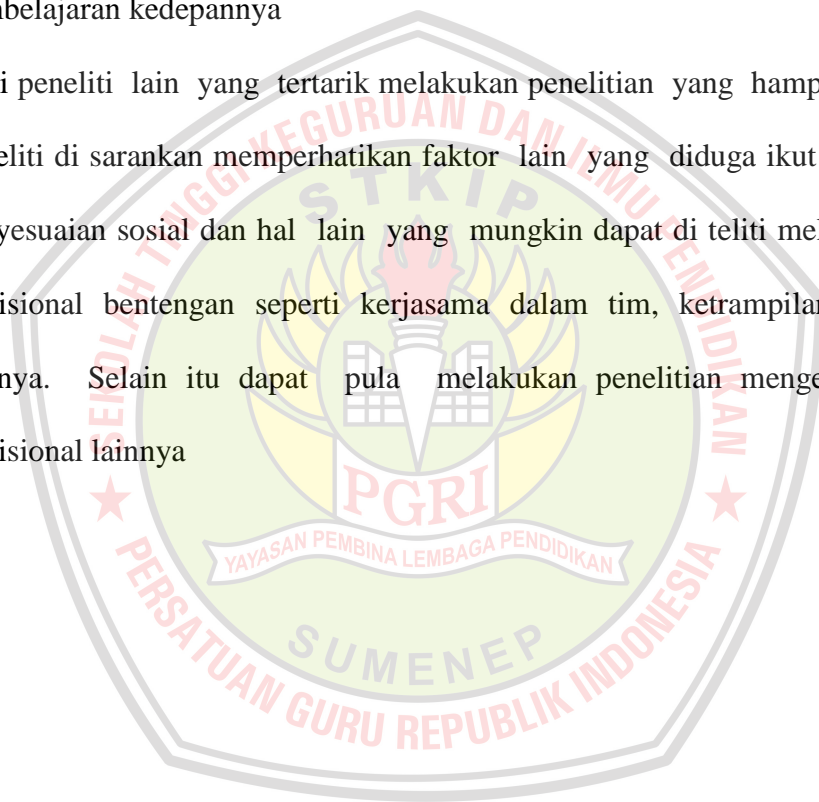 nbelajaran kedepannya
i peneliti lain yang tertarik melakukan penelitian yang hamp
eliti di sarankan memperhatikan faktor lain yang diduga ikut
yesuaian sosial dan hal lain yang mungkin dapat di teliti mel
isional bentengan seperti kerjasama dalam tim, ketrampilan
nya. Selain itu dapat pula melakukan penelitian menge
isional lainnya
SEKOLAH TINGGI KEGURUAN DAN ILMU PENDIDIKAN
STKIP
PGRI
YAYASAN PEMBINA LEMBAGA PENDIDIKAN
SUMENEP
PERSATUAN GURU REPUBLIK INDONESIA